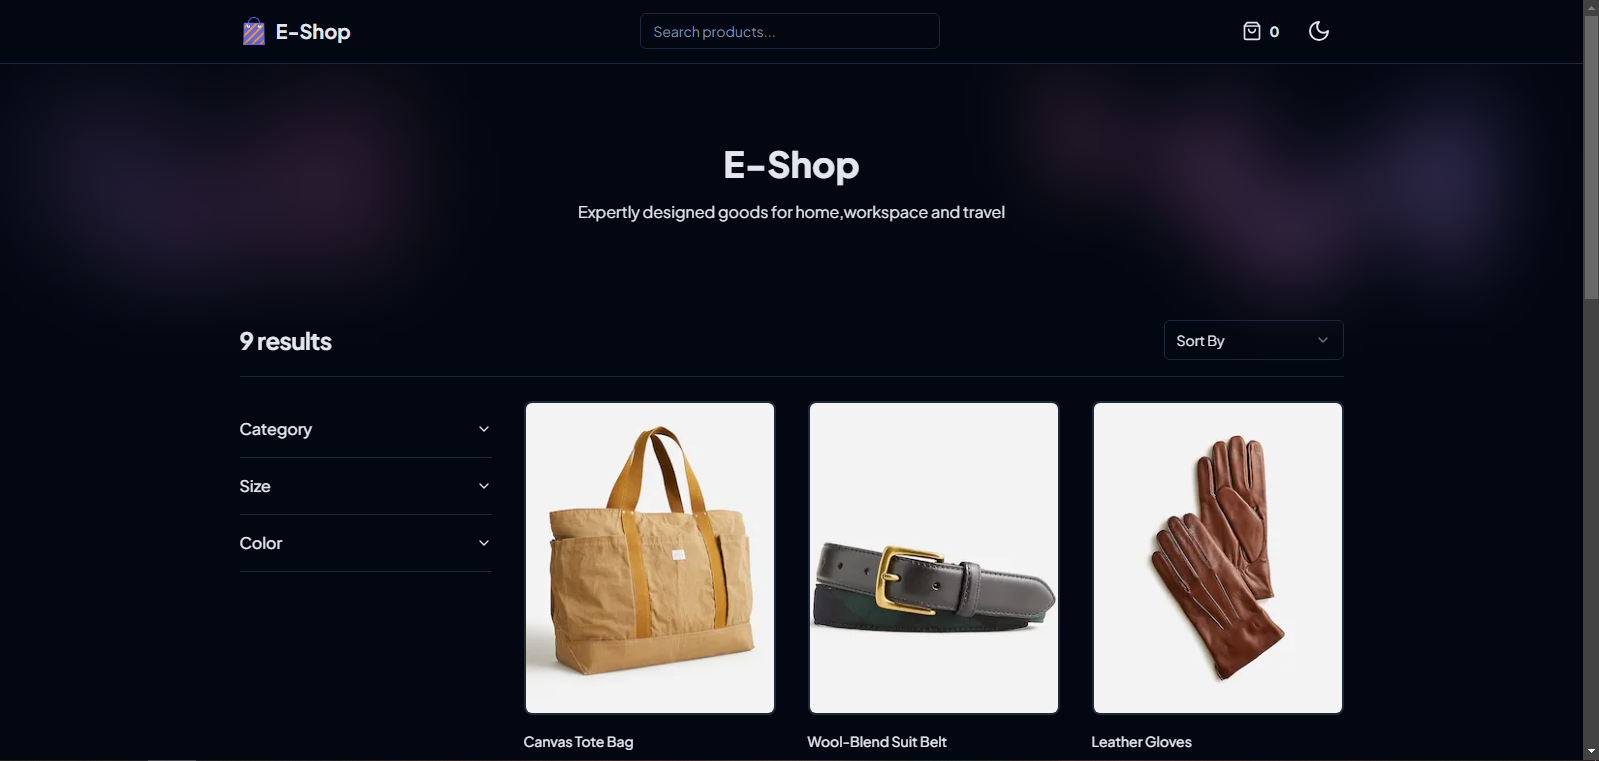 E-Shop
Search products...
0
E-Shop
Expertly designed goods for home,workspace and travel
9 results
Sort By
Category
Size
Color
Canvas Tote Bag
Wool-Blend Suit Belt
Leather Gloves